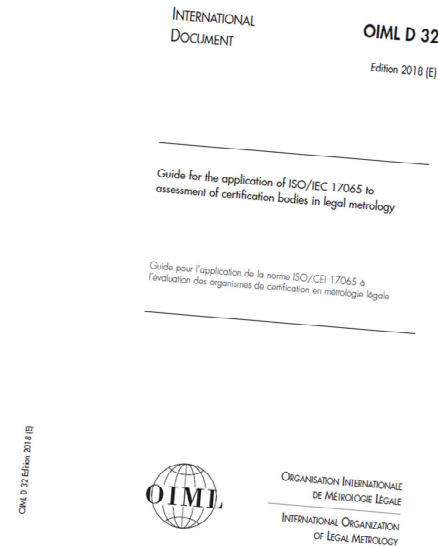 INTERNATIONAL
DOCUMENT
OIML D 32
Edition 2018 (E)
Guide for the application of ISO/IEC 17065 to
assessment of certification bodies in legal metrology
Guide pour l'application de la norme ISO/CEI 17065 à
l'évaluation des organismes de certification en métrologie légale
OIML D 32 Edition 2018 (E)
OIML
ORGANISATION INTERNATIONALE
DE MÉTROLOGIE LÉGALE
INTERNATIONAL ORGANIZATION
OF LEGAL METROLOGY